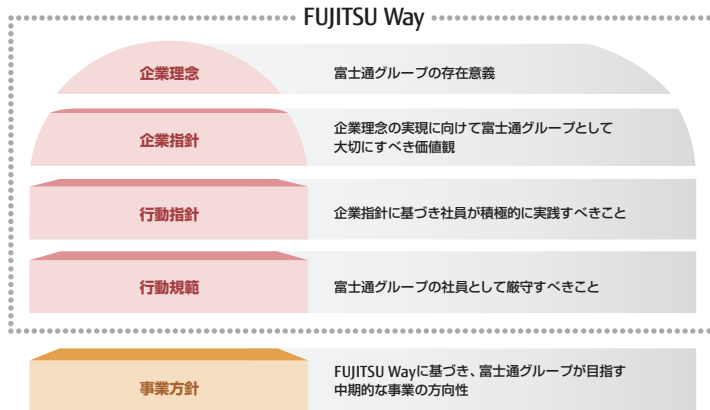 FUJITSU Way
企業理念
富士通グループの存在意義
企業指針
企業理念の実現に向けて富士通グループとして
大切にすべき価値観
行動指針
企業指針に基づき社員が積極的に実践すべきこと
行動規範
富士通グループの社員として厳守すべきこと
事業方針
FUJITSU Wayに基づき、富士通グループが目指す
中期的な事業の方向性